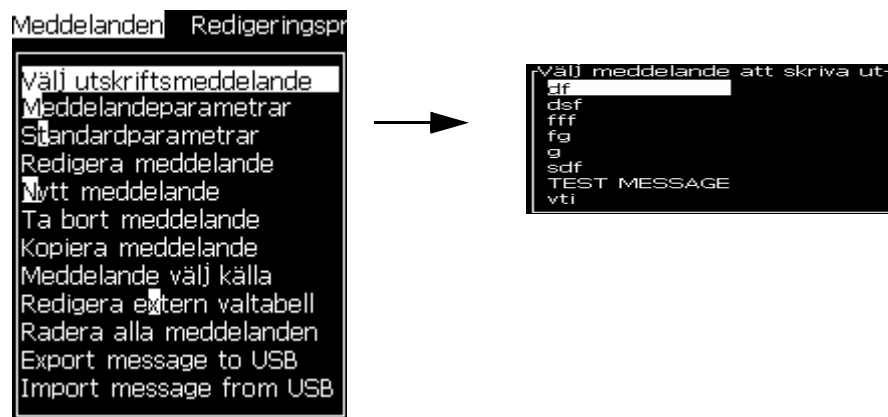 Meddelanden Redigeringspr
Välj utskriftsmeddelande
Meddelandeparametrar
Standardparametrar
Redigera meddelande
Nytt meddelande
Ta bort meddelande
Kopiera meddelande
Meddelande välj källa
Redigera extern valtabell
Radera alla meddelanden
Export message to USB
Import message from USB
Välj meddelande att skriva ut
df
dsf
fff
fg
g
sdf
TEST MESSAGE
vti